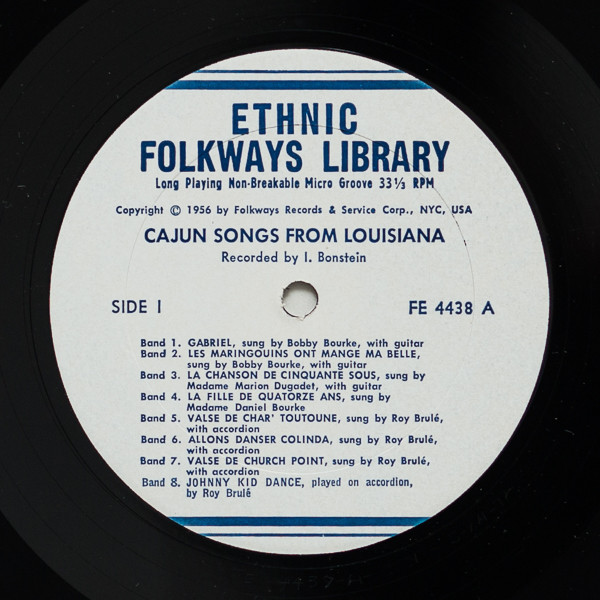 ETHNIC
FOLKWAYS LIBRARY
Long Playing Non-Breakable Micro Groove 33⅓ RPM
Copyright © 1956 by Folkways Records & Service Corp., NYC, USA
CAJUN SONGS FROM LOUISIANA
Recorded by I. Bonstein
SIDE I
FE 4438 A
Band 1. GABRIEL, sung by Bobby Bourke, with guitar
Band 2. LES MARINGOUINS ONT MANGE MA BELLE,
sung by Bobby Bourke, with guitar
Band 3. LA CHANSON DE CINQUANTE SOUS, sung by
Madame Marion Dugadet, with guitar
Band 4. LA FILLE DE QUATORZE ANS, sung by
Madame Daniel Bourke
Band 5. VALSE DE CHAR' TOUTOUNE, sung by Roy Brulé,
with accordion
Band 6. ALLONS DANSER COLINDA, sung by Roy Brulé,
with accordion
Band 7. VALSE DE CHURCH POINT, sung by Roy Brulé,
with accordion
Band 8. JOHNNY KID DANCE, played on accordion,
by Roy Brulé